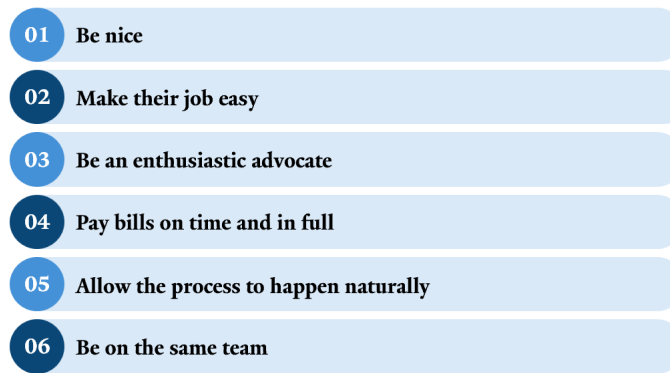 01 Be nice
02 Make their job easy
03 Be an enthusiastic advocate
04 Pay bills on time and in full
05 Allow the process to happen naturally
06 Be on the same team